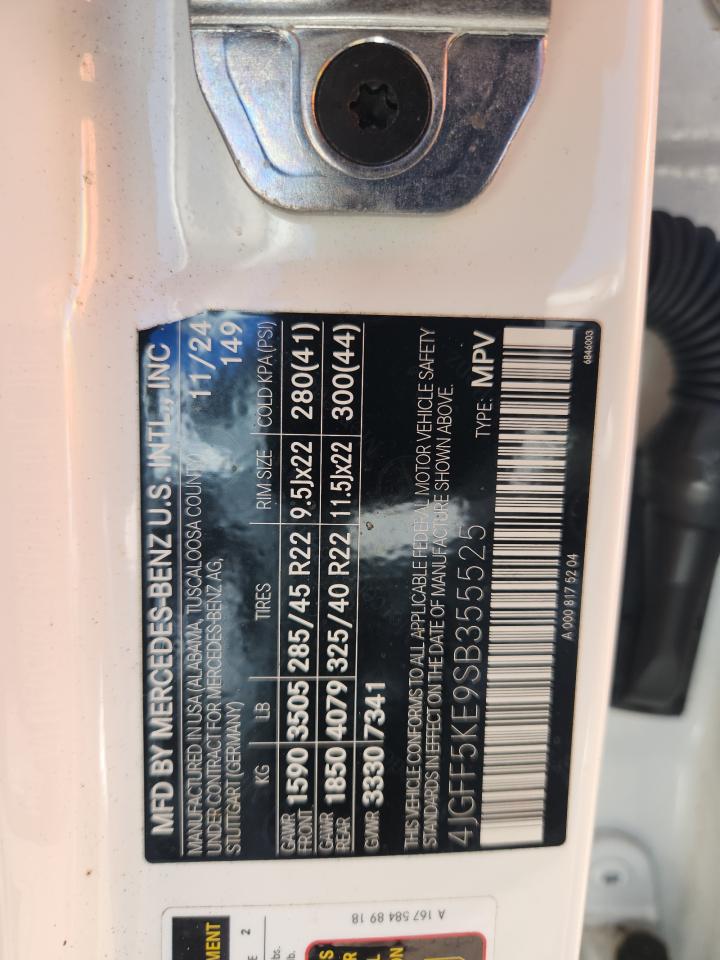 MFD BY MERCEDES-BENZ U.S. INTL., INC
MANUFACTURED IN USA (ALABAMA, TUSCALOOSA COUNTY) 11/24
UNDER CONTRACT FOR MERCEDES-BENZ AG, 149
STUTTGART (GERMANY)
KG LB TIRES RIM SIZE COLD KPA (PSI)
GAWR FRONT 1590 3505 285/45 R22 9.5Jx22 280(41)
GAWR REAR 1850 4079 325/40 R22 11.5Jx22 300(44)
GVWR 3330 7341
THIS VEHICLE CONFORMS TO ALL APPLICABLE FEDERAL MOTOR VEHICLE SAFETY
STANDARDS IN EFFECT ON THE DATE OF MANUFACTURE SHOWN ABOVE.
4JGFF5KE9SB355525 TYPE: MPV
A 000 817 52 04 6846003
A 167 584 89 18
2